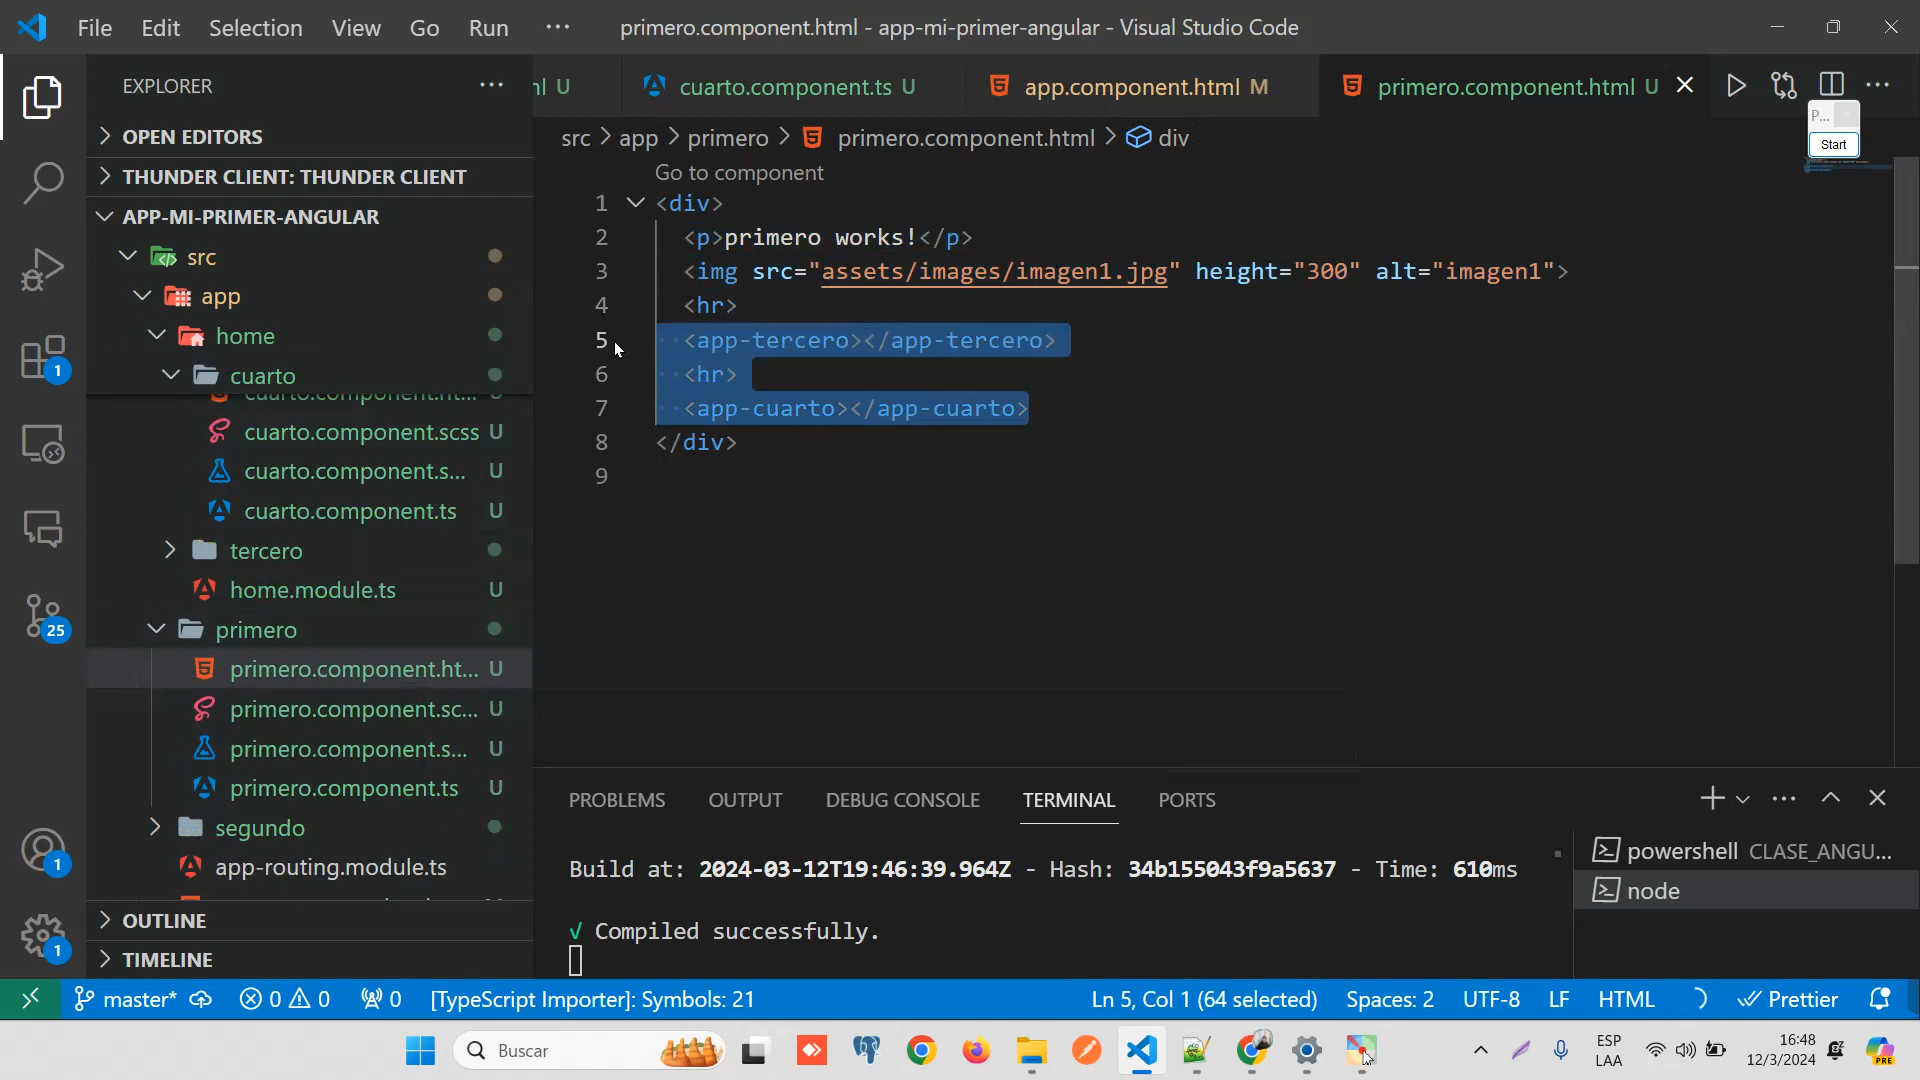 File Edit Selection View Go Run ··· primero.component.html - app-mi-primer-angular - Visual Studio Code
EXPLORER ···
U cuarto.component.ts U app.component.html M primero.component.html U
P...
Start
src > app > primero > primero.component.html > div
OPEN EDITORS
THUNDER CLIENT: THUNDER CLIENT
APP-MI-PRIMER-ANGULAR
src
app
home
cuarto
cuarto.component.ht... U
cuarto.component.scss U
cuarto.component.s... U
cuarto.component.ts U
tercero
home.module.ts U
primero
primero.component.ht... U
primero.component.sc... U
primero.component.s... U
primero.component.ts U
segundo
app-routing.module.ts
OUTLINE
TIMELINE
1
25
1
1
Go to component
1 <div>
2 <p>primero works!</p>
3 <img src="assets/images/imagen1.jpg" height="300" alt="imagen1">
4 <hr>
5 <app-tercero></app-tercero>
6 <hr>
7 <app-cuarto></app-cuarto>
8 </div>
9
PROBLEMS OUTPUT DEBUG CONSOLE TERMINAL PORTS
Build at: 2024-03-12T19:46:39.964Z - Hash: 34b155043f9a5637 - Time: 610ms
√ Compiled successfully.
powershell CLASE_ANGU...
node
master* 0 0 0 [TypeScript Importer]: Symbols: 21 Ln 5, Col 1 (64 selected) Spaces: 2 UTF-8 LF HTML Prettier
Buscar
ESP
LAA
16:48
12/3/2024
PRE